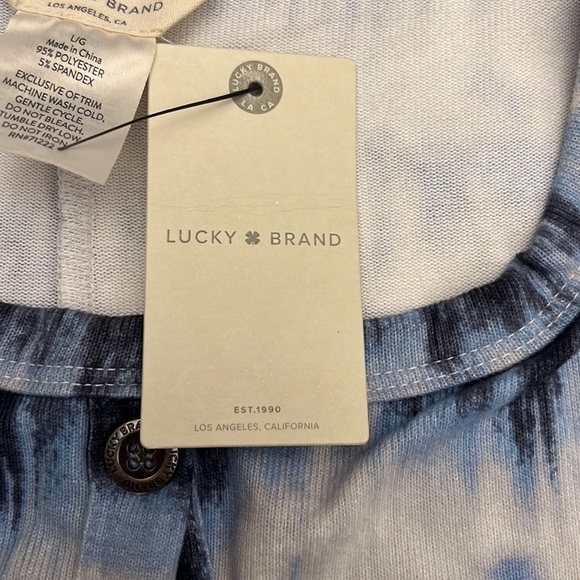 BRAND
LOS ANGELES, CA
L/G
Made in China
95% POLYESTER
5% SPANDEX
EXCLUSIVE OF TRIM
MACHINE WASH COLD,
GENTLE CYCLE,
DO NOT BLEACH,
TUMBLE DRY LOW
DO NOT IRON
RN#71222
LUCKY BRAND
LA CA
LUCKY BRAND
EST.1990
LOS ANGELES, CALIFORNIA
LUCKY BRA